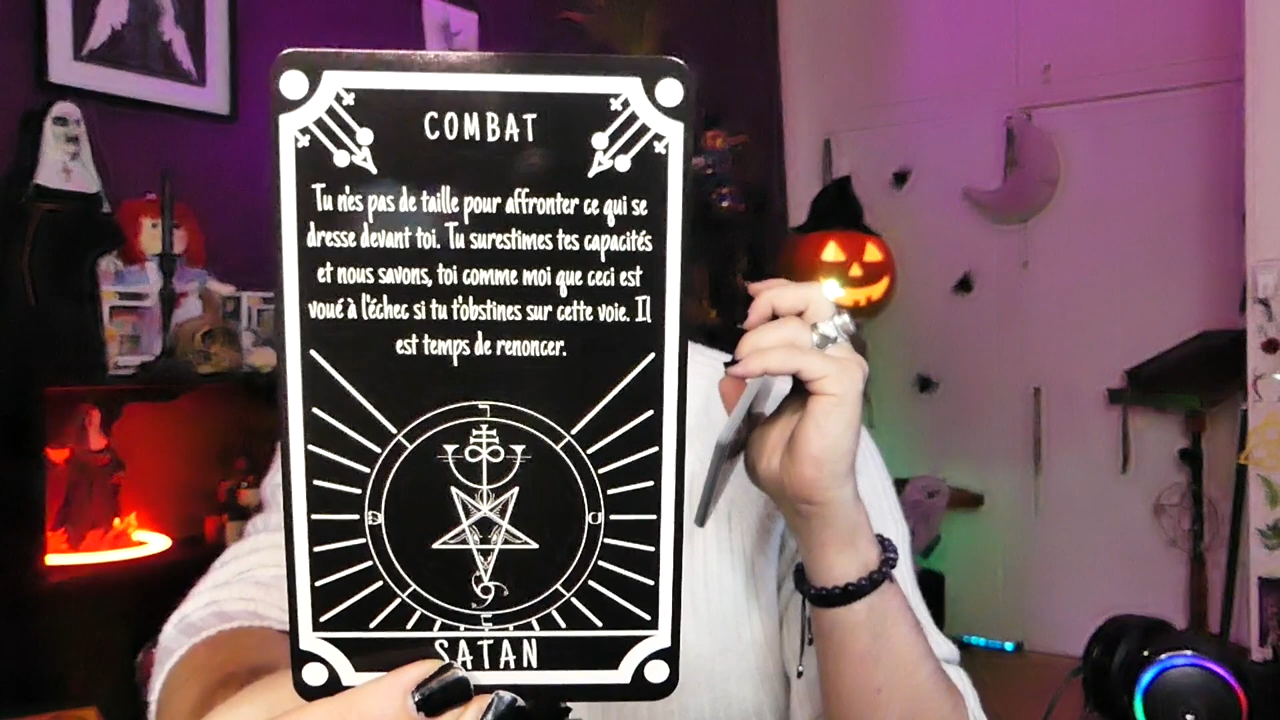 COMBAT
Tu n'es pas de taille pour affronter ce qui se
dresse devant toi. Tu surestimes tes capacités
et nous savons, toi comme moi que ceci est
voué à l'échec si tu t'obstines sur cette voie. Il
est temps de renoncer.
SATAN